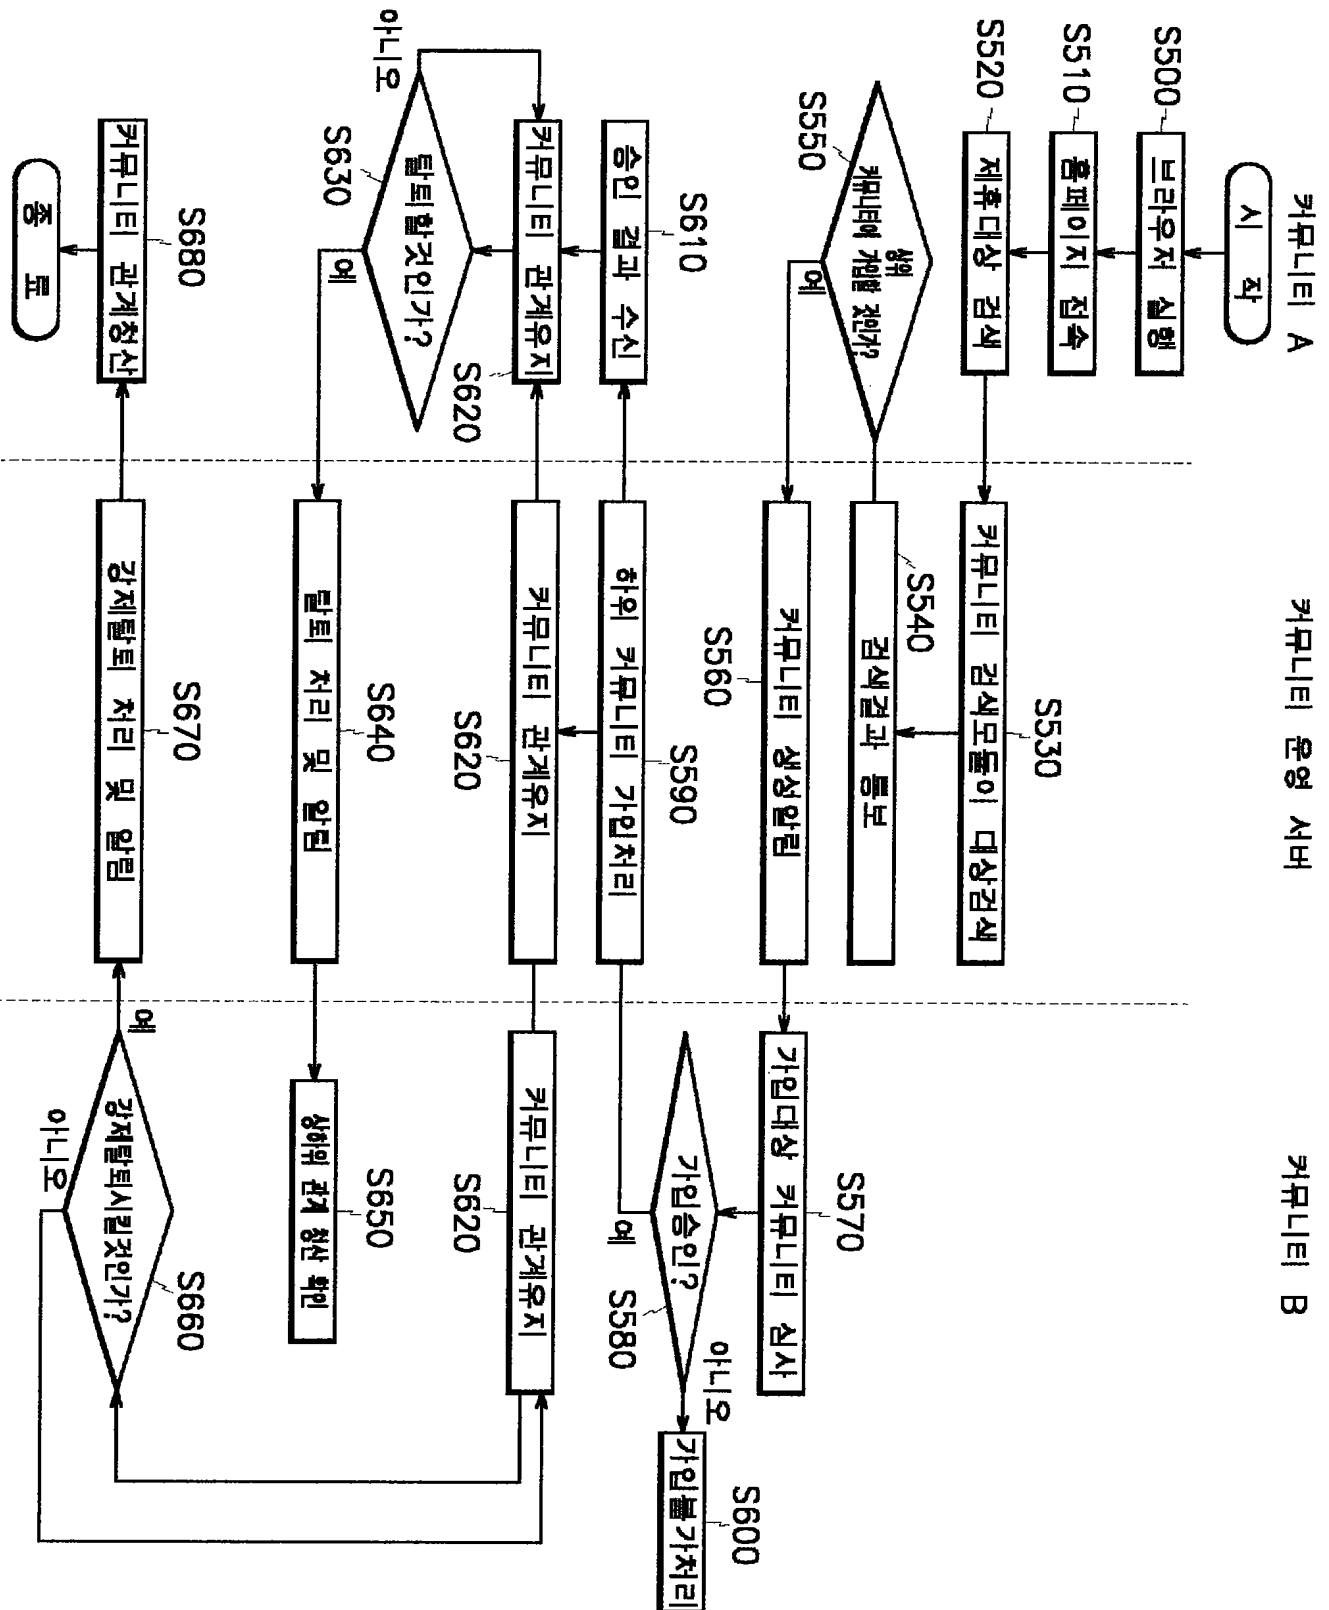 커뮤니티 A
커뮤니티 운영 서버
커뮤니티 B
시 작
S500
브라우저 실행
S510
홈페이지 접속
S520
제휴대상 검색
S530
커뮤니티 검색모듈이 대상검색
S540
검색결과 통보
S550
상위
커뮤니티에 가입할 것인가?
예
S560
커뮤니티 생성알림
S570
가입대상 커뮤니티 심사
S580
가입승인?
아니오
예
S600
가입불가처리
S590
하위 커뮤니티 가입처리
S610
승인 결과 수신
S620
커뮤니티 관계유지
S620
커뮤니티 관계유지
S620
커뮤니티 관계유지
S630
탈퇴할것인가?
아니오
예
S640
탈퇴 처리 및 알림
S650
상하위 관계 청산 확인
S660
강제탈퇴시킬것인가?
아니오
예
S670
강제탈퇴 처리 및 알림
S680
커뮤니티 관계청산
종 료